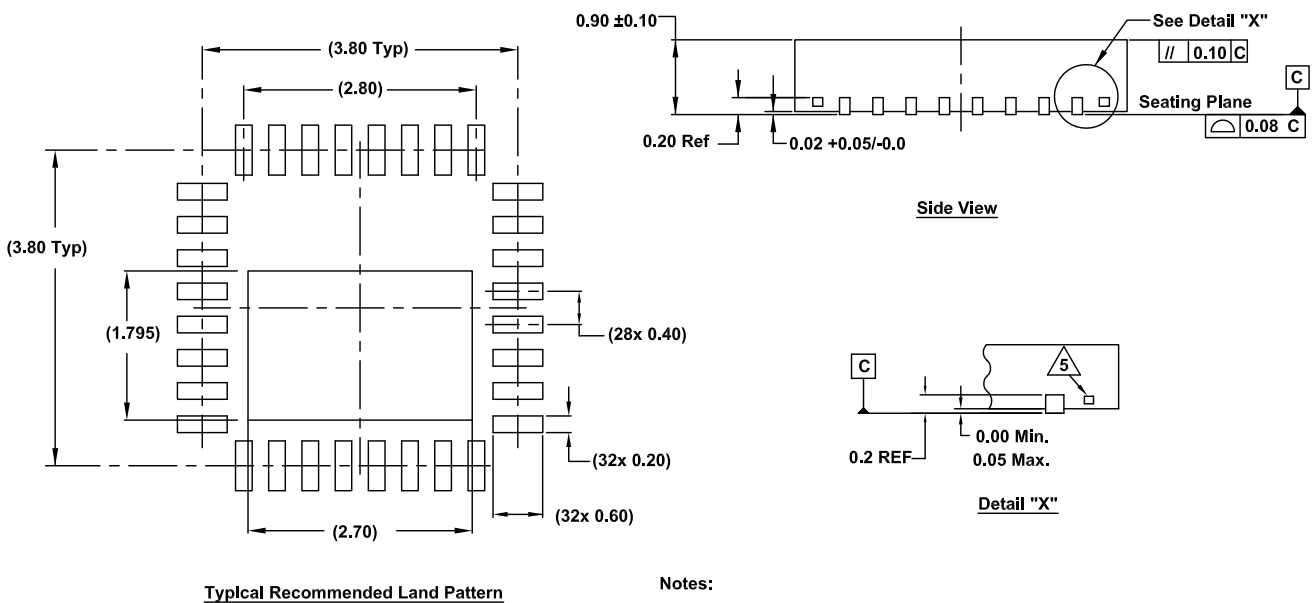 (3.80 Typ)
(2.80)
(3.80 Typ)
(1.795)
(28x 0.40)
(32x 0.20)
(32x 0.60)
(2.70)
Typical Recommended Land Pattern
0.90 ±0.10
See Detail "X"
// 0.10 C
C
Seating Plane
0.08 C
0.20 Ref
0.02 +0.05/-0.0
Side View
C
5
0.2 REF
0.00 Min.
0.05 Max.
Detail "X"
Notes: